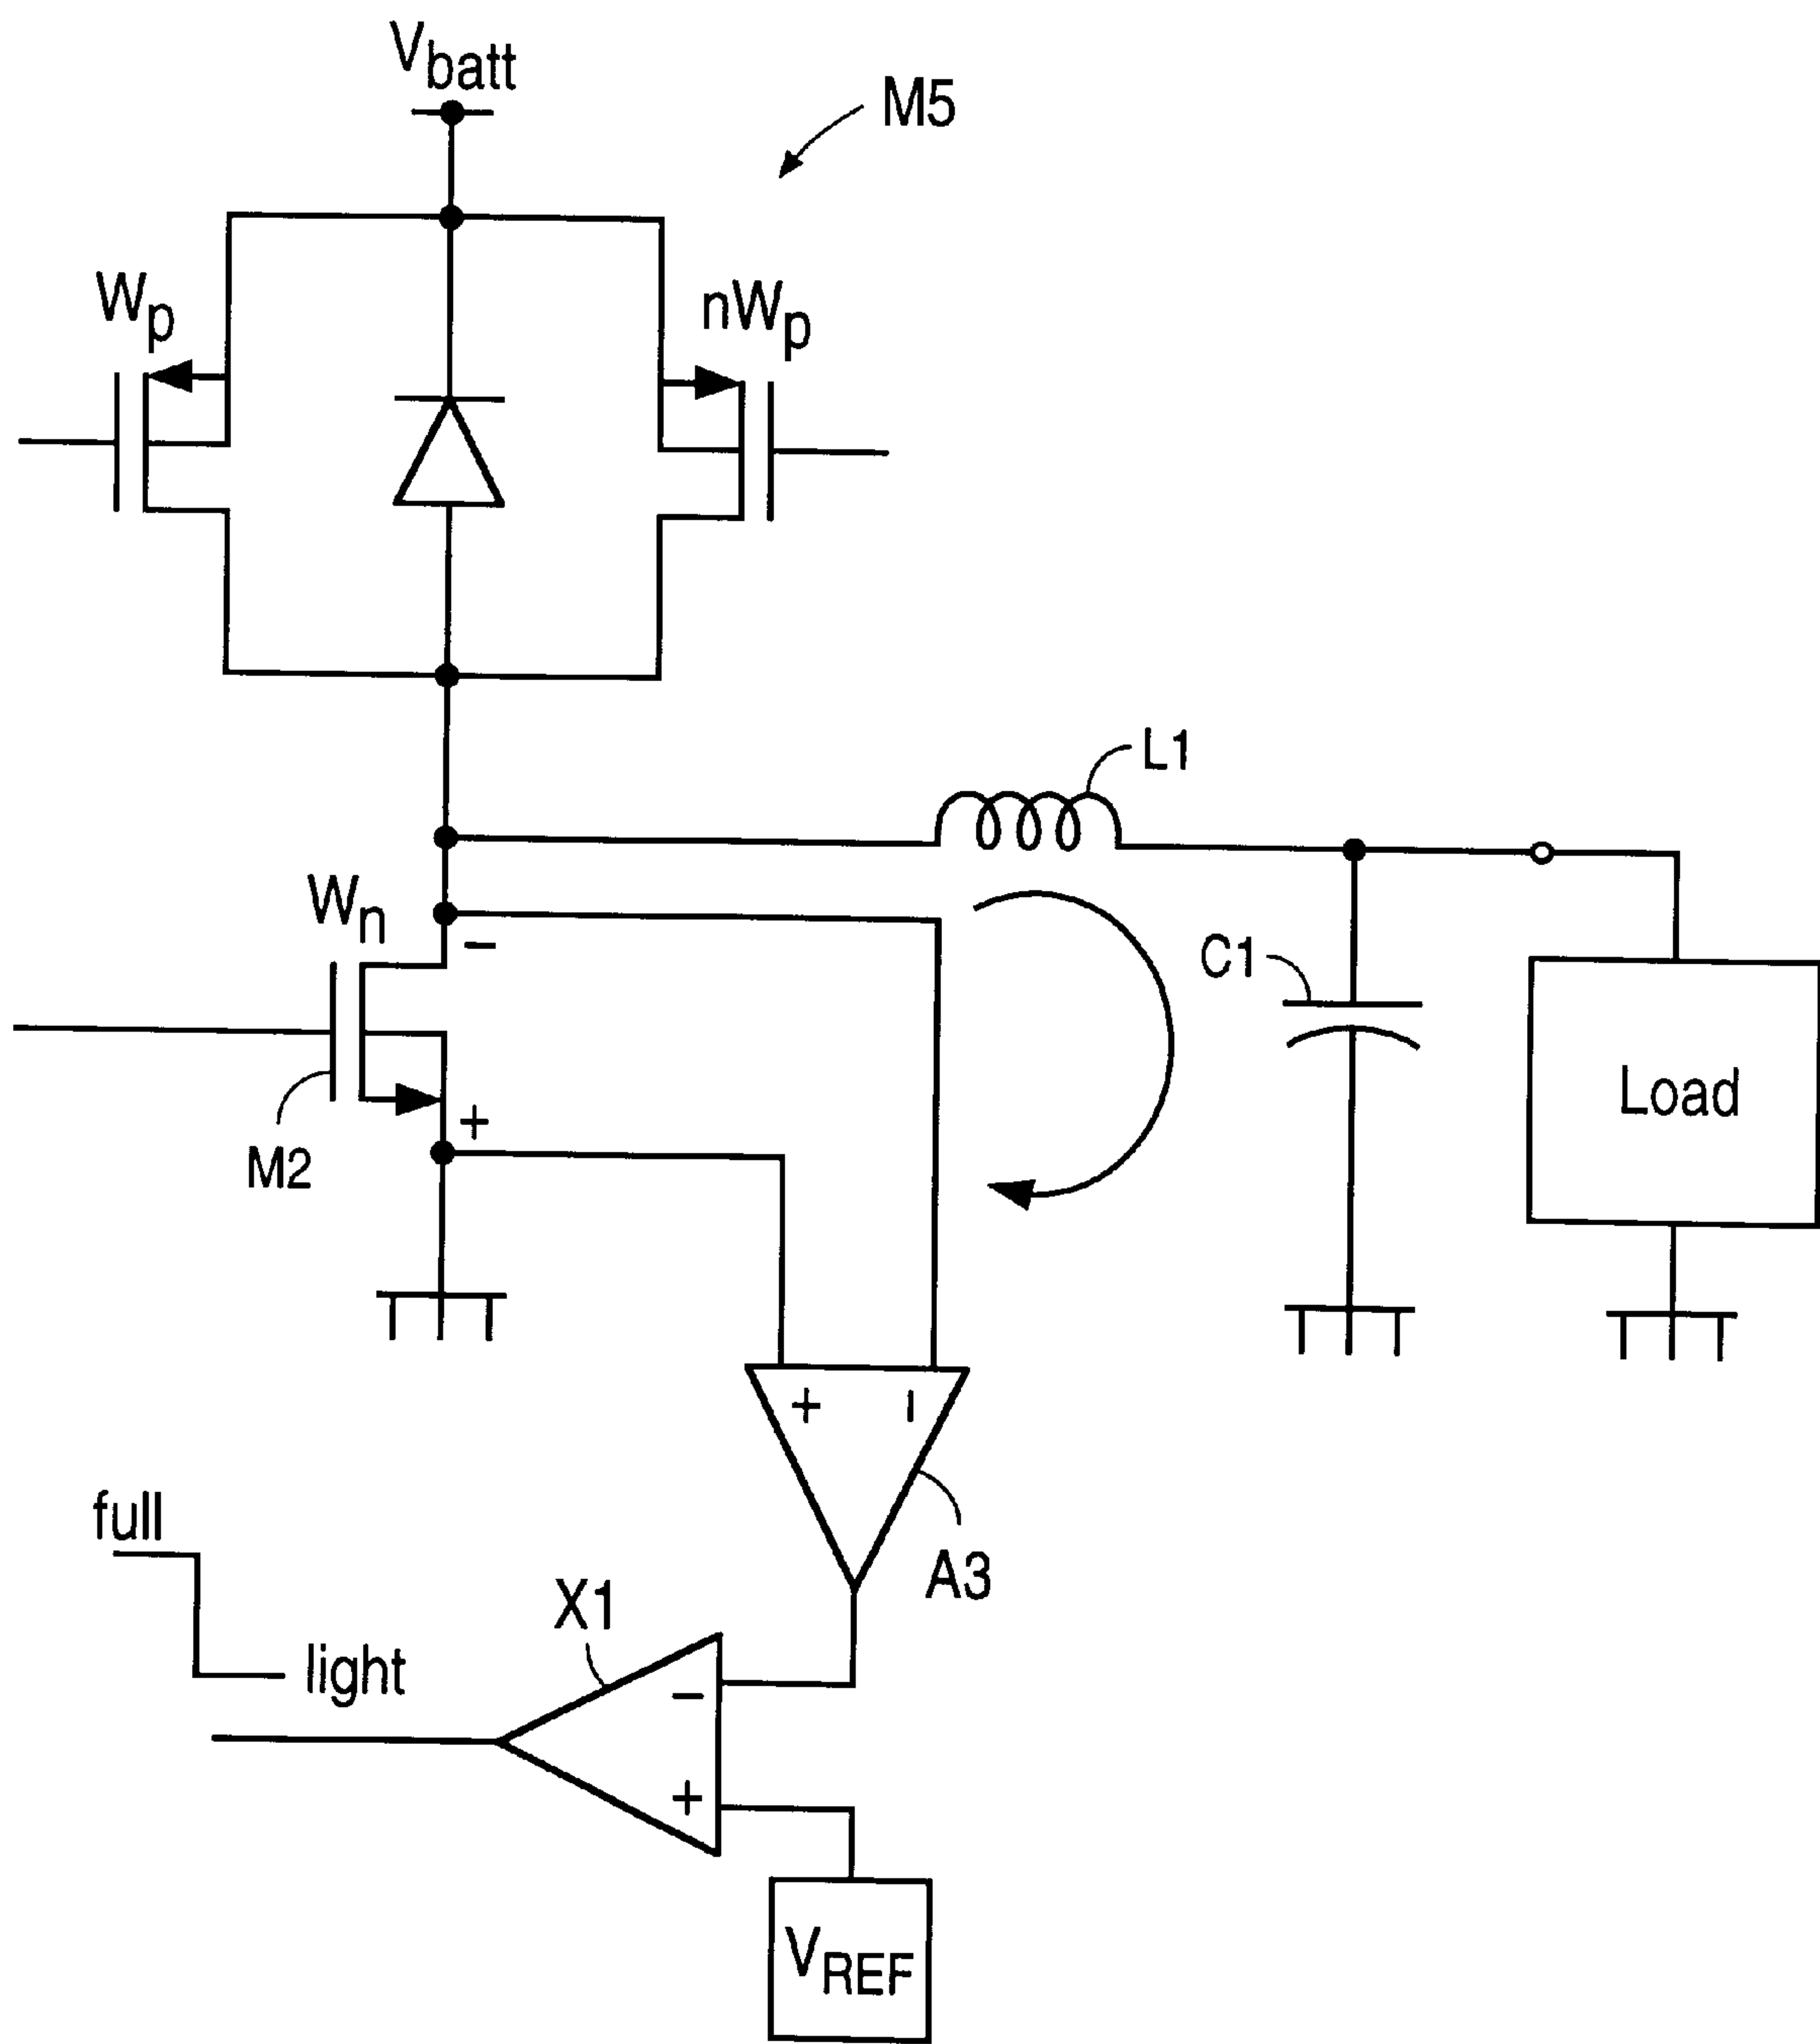 Vbatt
M5
Wp
nWp
L1
Wn
-
C1
+
Load
M2
+ -
full
A3
X1
light
-
+
VREF